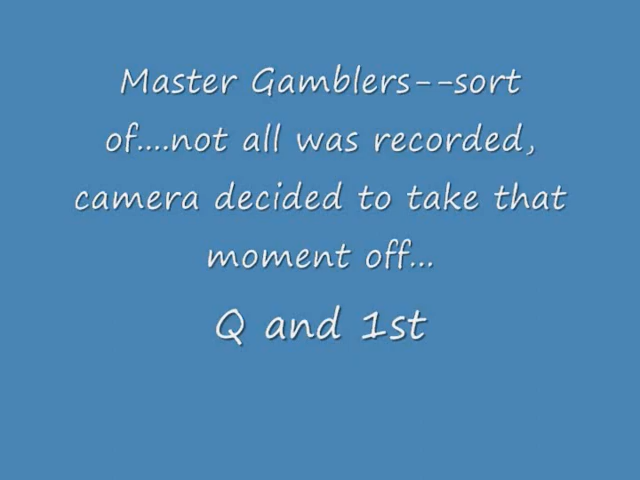 Master Gamblers--sort
of....not all was recorded,
camera decided to take that
moment off...
Q and 1st